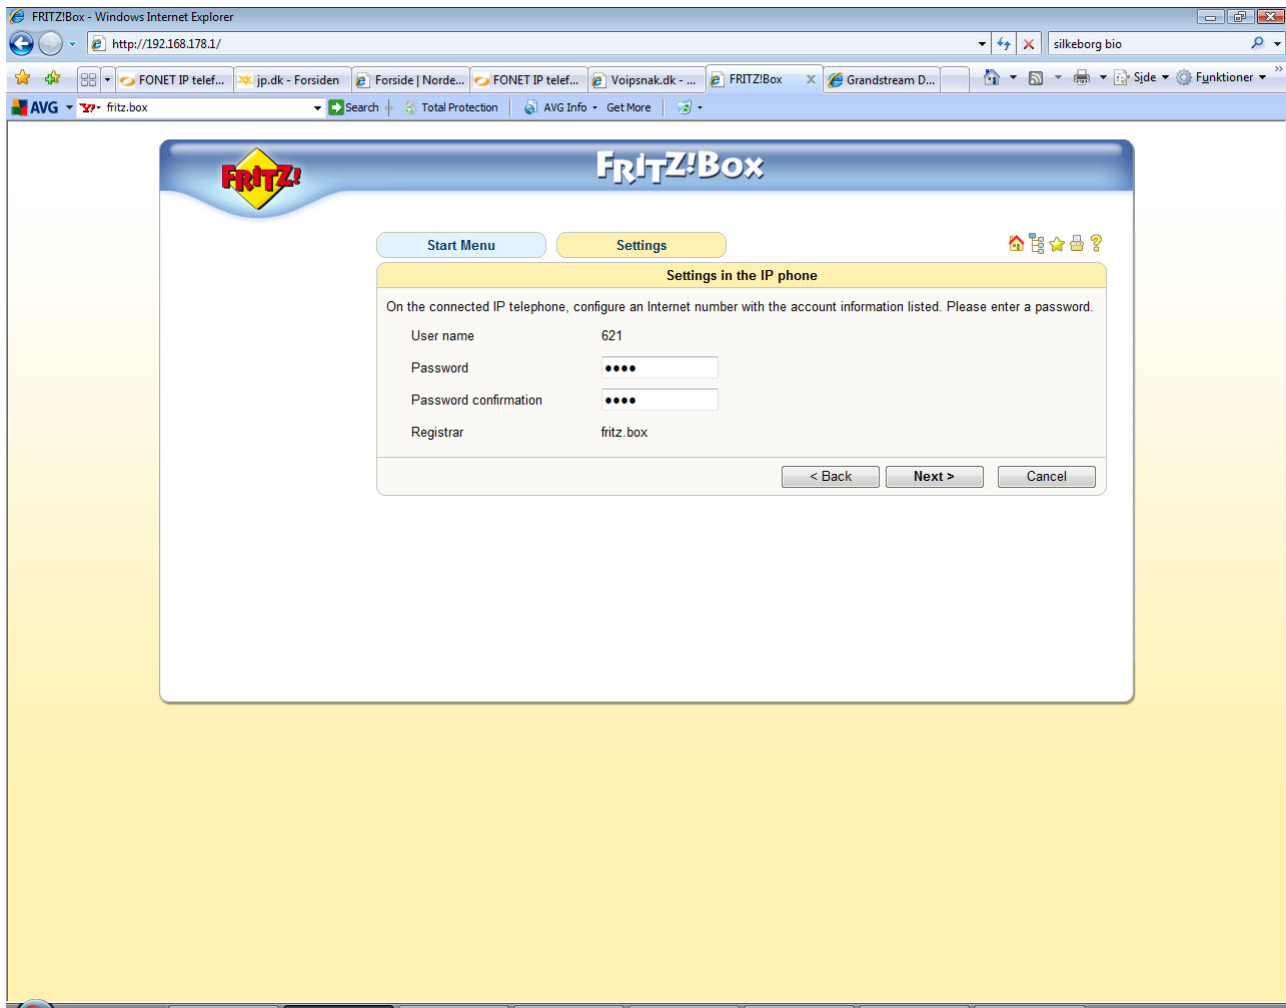 FRITZ!Box - Windows Internet Explorer
http://192.168.178.1/
silkeborg bio
FONET IP telef... jp.dk - Forsiden Forside | Norde... FONET IP telef... Voipsnak.dk - ... FRITZ!Box X Grandstream D... Side Funktioner »
AVG Y! fritz.box Search Total Protection AVG Info Get More
FRITZ!
FRITZ!Box
Start Menu Settings
Settings in the IP phone
On the connected IP telephone, configure an Internet number with the account information listed. Please enter a password.
User name 621
Password ••••
Password confirmation ••••
Registrar fritz.box
< Back Next > Cancel